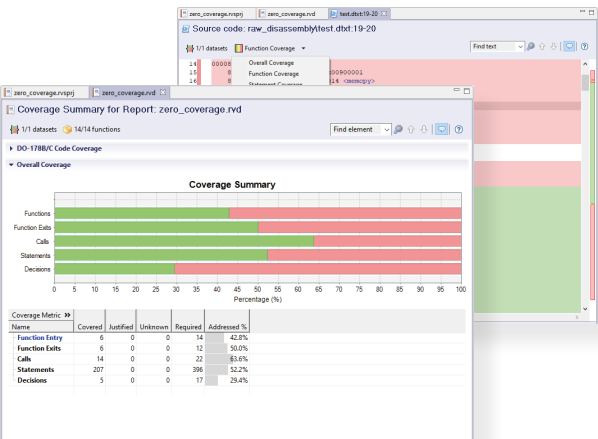 zero_coverage.rvsprj
zero_coverage.rvd
test.dtxt:19-20
Source code: raw_disassembly\test.dtxt:19-20
1/1 datasets
Function Coverage
Find text
Overall Coverage
Function Coverage
Statement Coverage
14
15
16
<memcpy>
zero_coverage.rvsprj
zero_coverage.rvd
Coverage Summary for Report: zero_coverage.rvd
1/1 datasets
14/14 functions
Find element
DO-178B/C Code Coverage
Overall Coverage
Coverage Summary
Functions
Function Exits
Calls
Statements
Decisions
0 5 10 15 20 25 30 35 40 45 50 55 60 65 70 75 80 85 90 95 100
Percentage (%)
Coverage Metric
Name Covered Justified Unknown Required Addressed %
Function Entry 6 0 0 14 42.8%
Function Exits 6 0 0 12 50.0%
Calls 14 0 0 22 63.6%
Statements 207 0 0 396 52.2%
Decisions 5 0 0 17 29.4%